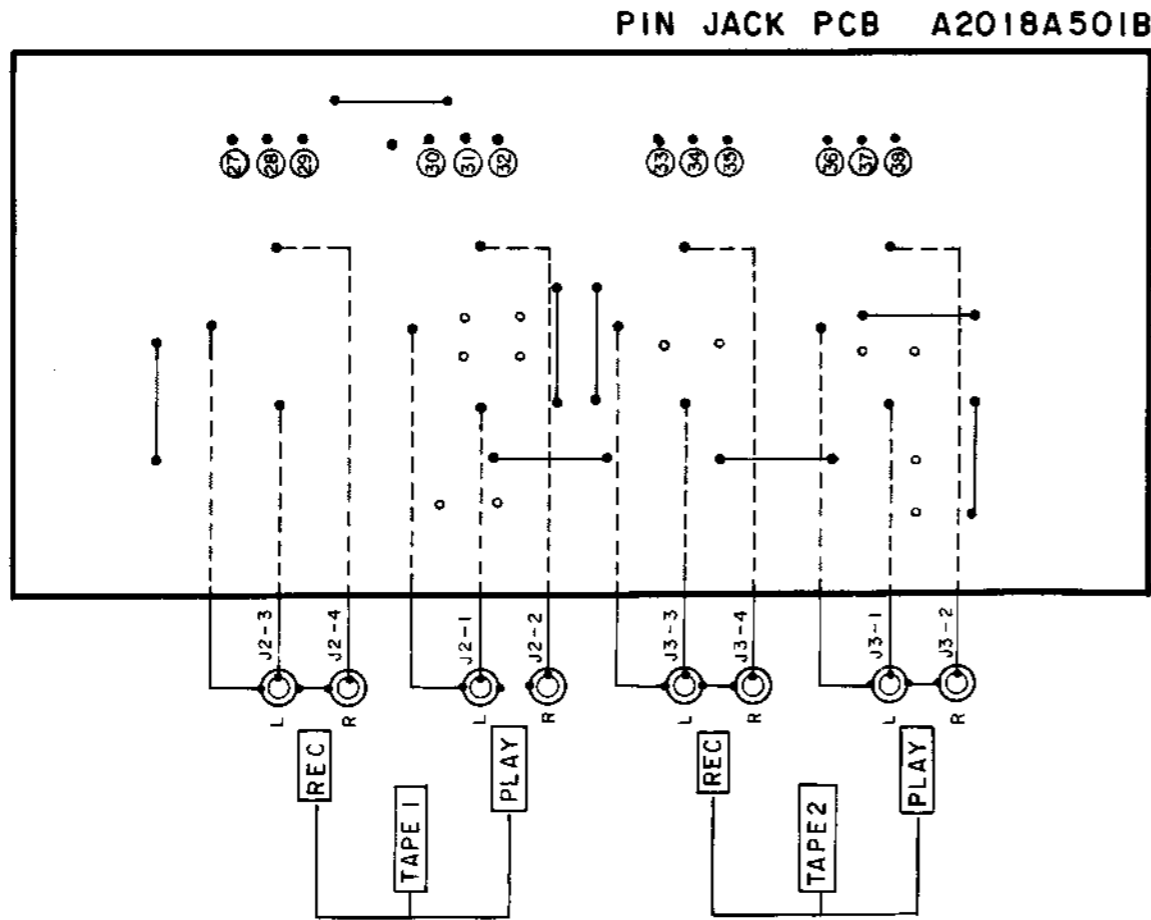 PIN JACK PCB A2018A501B
27 28 29 30 31 32 33 34 35 36 37 38
J2-3 J2-4 J2-1 J2-2 J3-3 J3-4 J3-1 J3-2
L R L R L R L R
REC PLAY REC PLAY
TAPE 1 TAPE 2